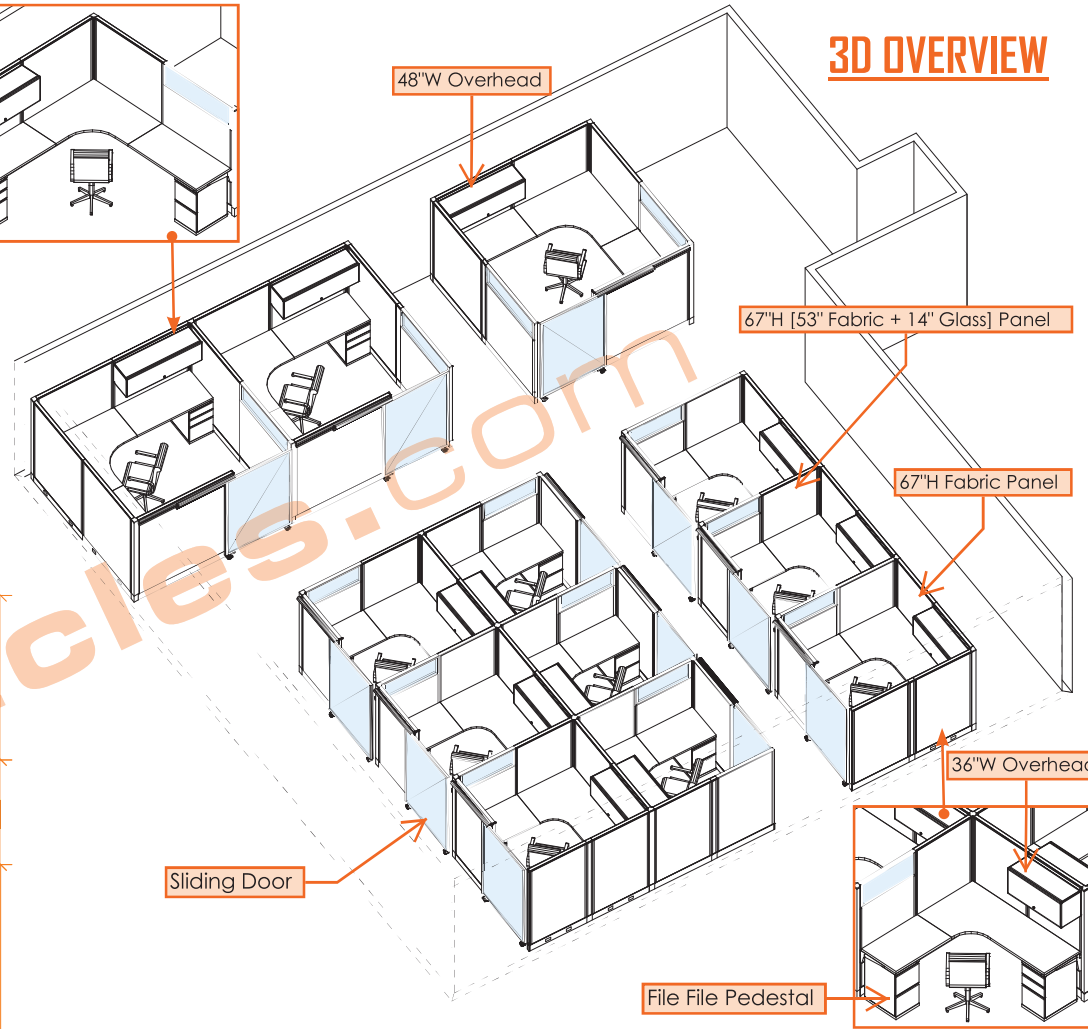 3D OVERVIEW
48"W Overhead
67"H [53" Fabric + 14" Glass] Panel
67"H Fabric Panel
cles.com
36"W Overhead
Sliding Door
File File Pedestal